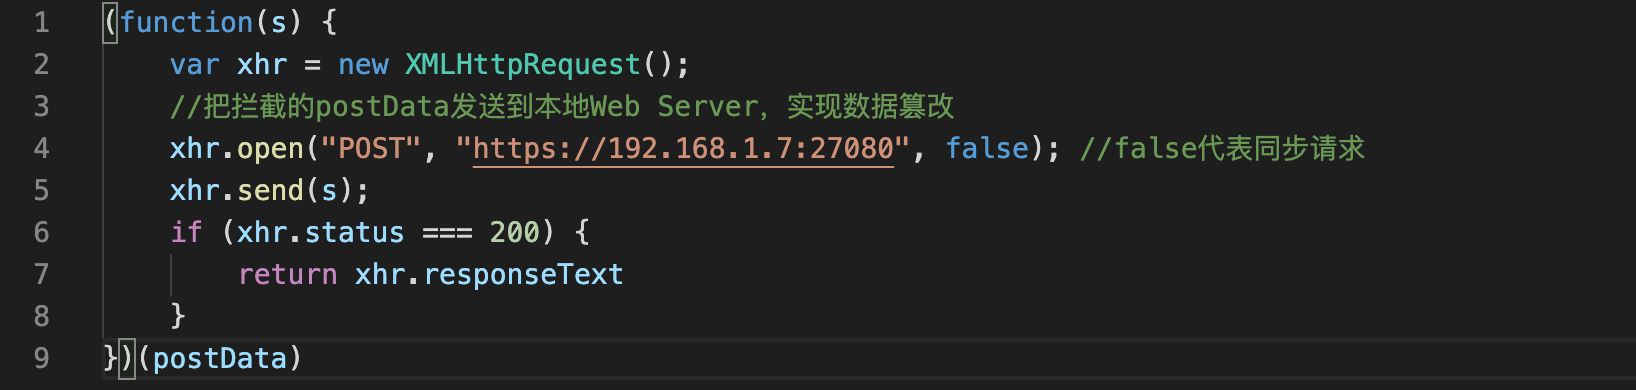 1 (function(s) {
2 var xhr = new XMLHttpRequest();
3 //把拦截的postData发送到本地Web Server，实现数据篡改
4 xhr.open("POST", "https://192.168.1.7:27080", false); //false代表同步请求
5 xhr.send(s);
6 if (xhr.status === 200) {
7 return xhr.responseText
8 }
9 })(postData)